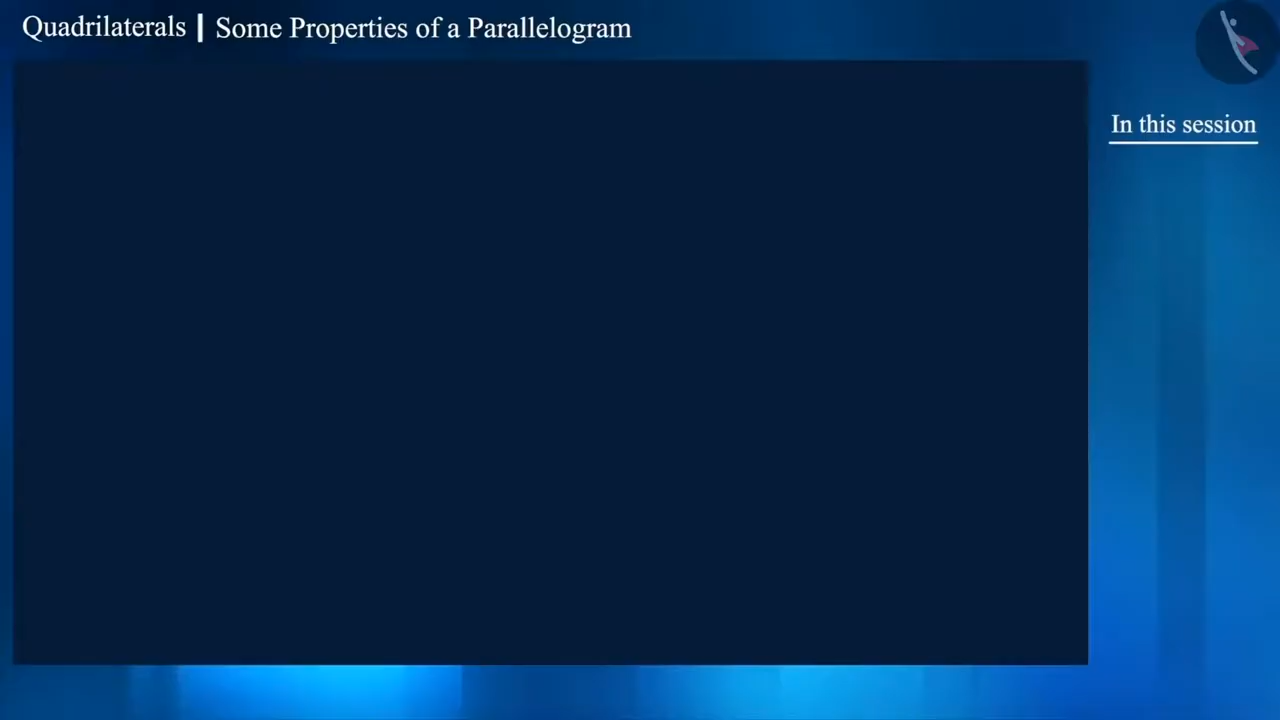 Quadrilaterals | Some Properties of a Parallelogram
In this session